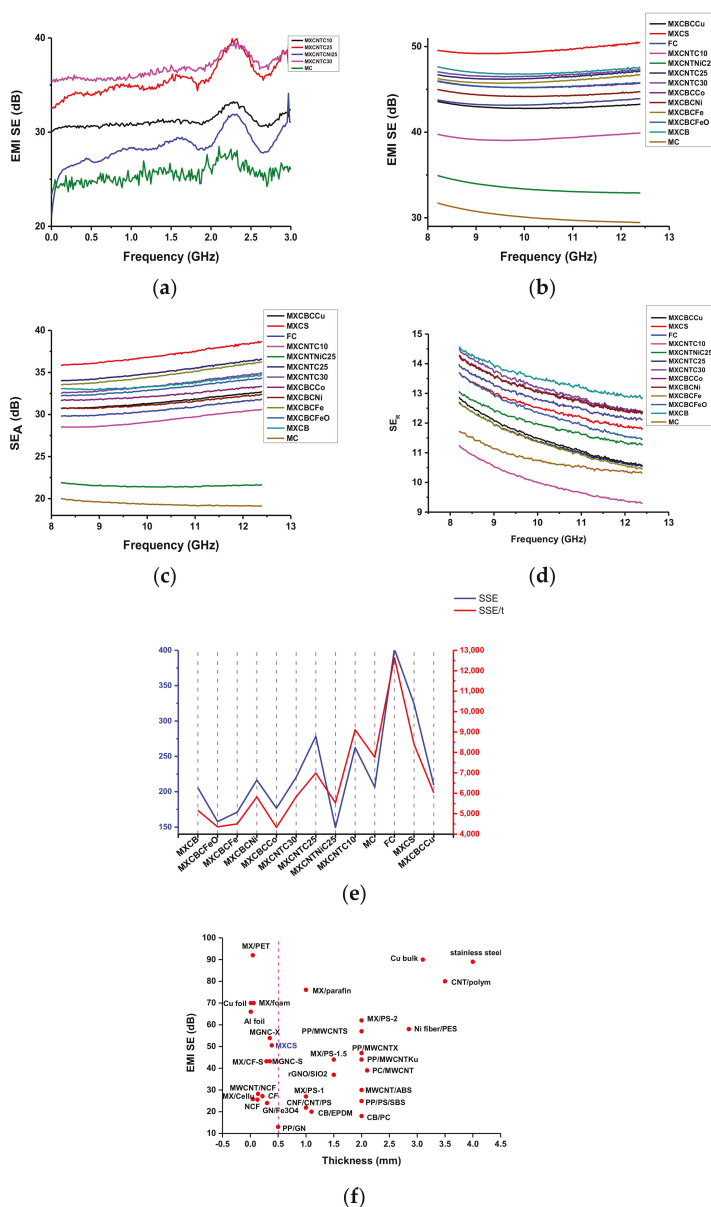 40
30
20
EMI SE (dB)
MXCNTC10
MXCNTC25
MXCNTCNi25
MXCNTC30
MC
0.0 0.5 1.0 1.5 2.0 2.5 3.0
Frequency (GHz)
(a)
50
40
30
EMI SE (dB)
MXCBCCu
MXCS
FC
MXCNTC10
MXCNTNiC2
MXCNTC25
MXCNTC30
MXCBCCo
MXCBCNi
MXCBCFe
MXCBCFeO
MXCB
MC
8 9 10 11 12 13
Frequency (GHz)
(b)
40
35
30
25
20
SEA (dB)
MXCBCCu
MXCS
FC
MXCNTC10
MXCNTNiC25
MXCNTC25
MXCNTC30
MXCBCCo
MXCBCNi
MXCBCFe
MXCBCFeO
MXCB
MC
8 9 10 11 12 13
Frequency (GHz)
(c)
15
14
13
12
11
10
9
SER
MXCBCCu
MXCS
FC
MXCNTC10
MXCNTNiC25
MXCNTC25
MXCNTC30
MXCBCCo
MXCBCNi
MXCBCFe
MXCBCFeO
MXCB
MC
8 9 10 11 12 13
Frequency (GHz)
(d)
SSE
SSE/t
400
350
300
250
200
150
13,000
12,000
11,000
10,000
9,000
8,000
7,000
6,000
5,000
4,000
MXCB
MXCBCFeO
MXCBCFe
MXCBCNi
MXCBCCo
MXCNTC30
MXCNTC25
MXCNTNiC25
MXCNTC10
MC
FC
MXCS
MXCBCCu
(e)
100
90
80
70
60
50
40
30
20
10
EMI SE (dB)
MX/PET
Cu bulk
stainless steel
CNT/polym
MX/parafin
Cu foil
MX/foam
Al foil
MX/PS-2
MGNC-X
PP/MWCNTS
Ni fiber/PES
MXCS
PP/MWCNTX
MX/PS-1.5
MX/CF-S
MGNC-S
PP/MWCNTKu
rGNO/SIO2
PC/MWCNT
MWCNT/NCF
MX/PS-1
MWCNT/ABS
MX/Cellu
CF
NCF
GN/Fe3O4
CNF/CNT/PS
PP/PS/SBS
CB/EPDM
CB/PC
PP/GN
-0.5 0.0 0.5 1.0 1.5 2.0 2.5 3.0 3.5 4.0 4.5
Thickness (mm)
(f)